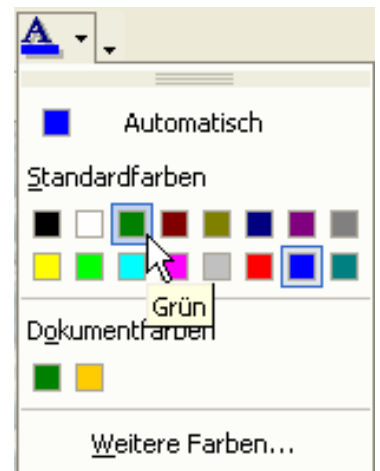 A
Automatisch
Standardfarben
Grün
Dokumentfarben
Weitere Farben...